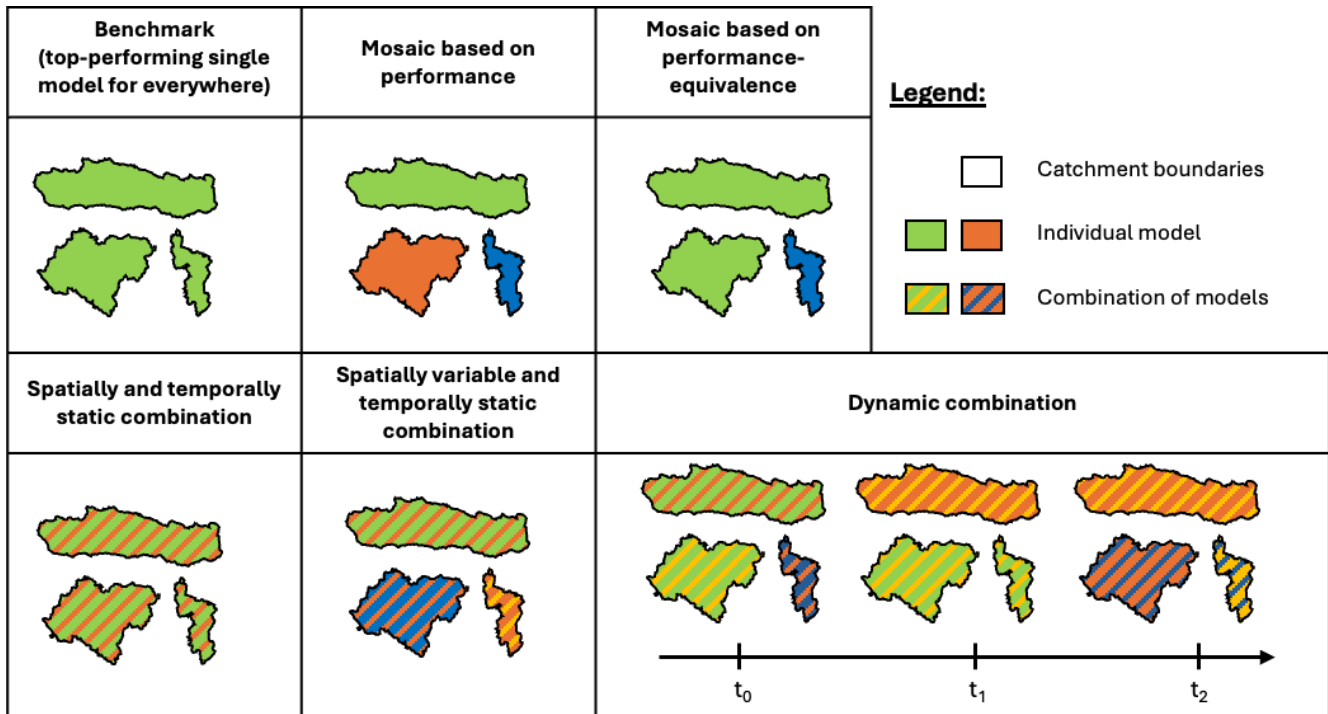 Benchmark
(top-performing single
model for everywhere)
Mosaic based on
performance
Mosaic based on
performance-
equivalence
Legend:
Catchment boundaries
Individual model
Combination of models
Spatially and temporally
static combination
Spatially variable and
temporally static
combination
Dynamic combination
t₀
t₁
t₂